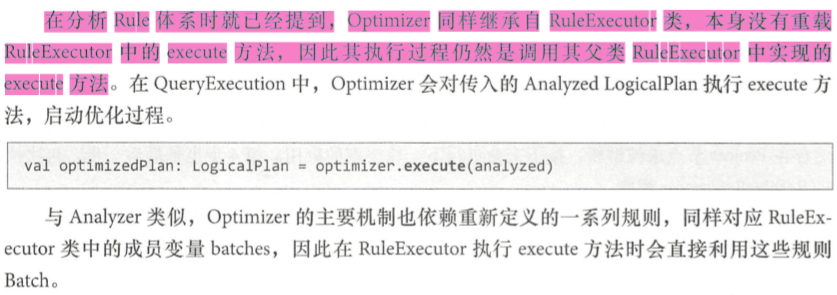 在分析 Rule 体系时就已经提到，Optimizer 同样继承自 RuleExecutor 类，本身没有重载
RuleExecutor 中的 execute 方法，因此其执行过程仍然是调用其父类 RuleExecutor 中实现的
execute 方法。在 QueryExecution 中，Optimizer 会对传入的 Analyzed LogicalPlan 执行 execute 方
法，启动优化过程。
val optimizedPlan: LogicalPlan = optimizer.execute(analyzed)
与 Analyzer 类似，Optimizer 的主要机制也依赖重新定义的一系列规则，同样对应 RuleEx-
ecutor 类中的成员变量 batches，因此在 RuleExecutor 执行 execute 方法时会直接利用这些规则
Batch。